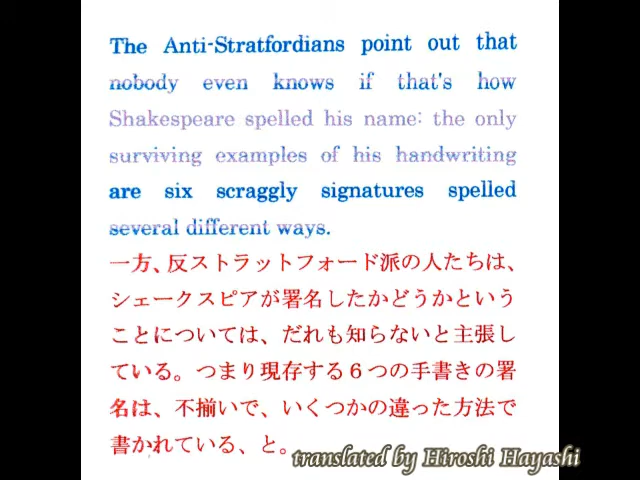 The Anti-Stratfordians point out that
nobody even knows if that's how
Shakespeare spelled his name: the only
surviving examples of his handwriting
are six scraggly signatures spelled
several different ways.
一方、反ストラットフォード派の人たちは、
シェークスピアが署名したかどうかという
ことについては、だれも知らないと主張し
ている。つまり現存する６つの手書きの署
名は、不揃いで、いくつかの違った方法で
書かれている、と。
translated by Hiroshi Hayashi